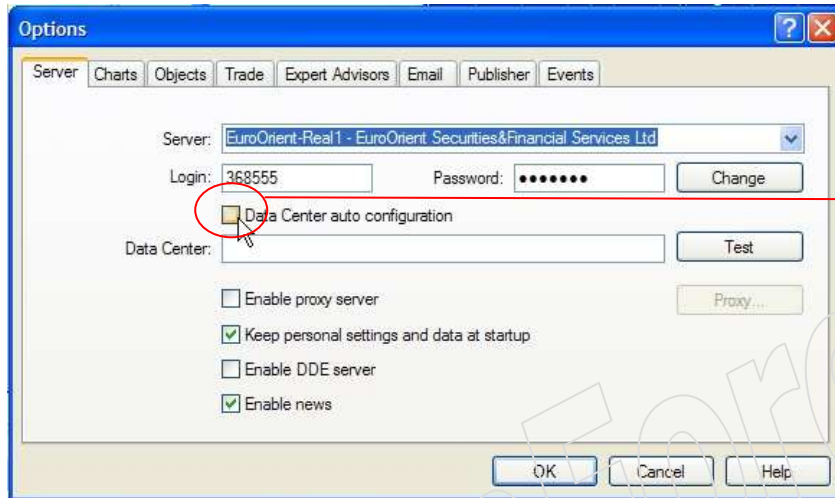 Options
Server Charts Objects Trade Expert Advisors Email Publisher Events
Server: EuroOrient-Real1 - EuroOrient Securities&Financial Services Ltd
Login: 368555 Password: ●●●●●●● Change
Data Center auto configuration
Data Center: Test
Enable proxy server Proxy...
Keep personal settings and data at startup
Enable DDE server
Enable news
OK Cancel Help